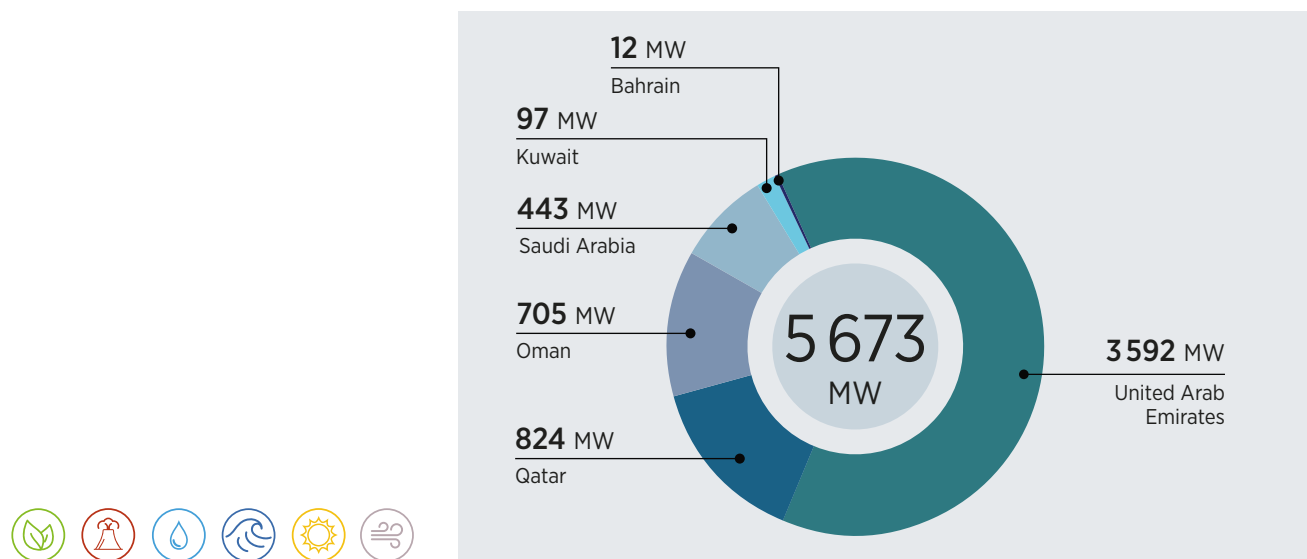 12 MW
Bahrain
97 MW
Kuwait
443 MW
Saudi Arabia
705 MW
Oman
824 MW
Qatar
5 673
MW
3 592 MW
United Arab
Emirates